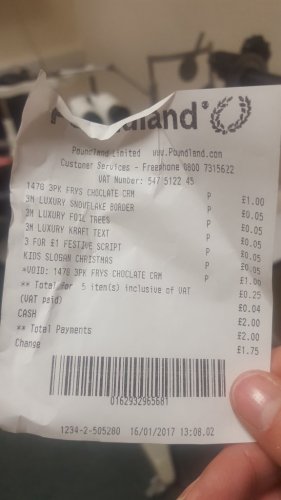 Poundland®
Poundland Limited www.Poundland.com
Customer Services - Freephone 0800 7315622
VAT Number: 547 5122 45
1478 3PK FRYS CHOCLATE CRM P £1.00
3M LUXURY SNOWFLAKE BORDER P £0.05
3M LUXURY FOIL TREES P £0.05
3M LUXURY KRAFT TEXT P £0.05
3 FOR £1 FESTIVE SCRIPT P £0.05
KIDS SLOGAN CHRISTMAS P £0.05
*VOID: 1478 3PK FRYS CHOCLATE CRM P £1.00
** Total for 5 item(s) inclusive of VAT £0.25
(VAT paid) £0.04
CASH £2.00
** Total Payments £2.00
Change £1.75
0162932965681
1234-2-505280 16/01/2017 13:08.02